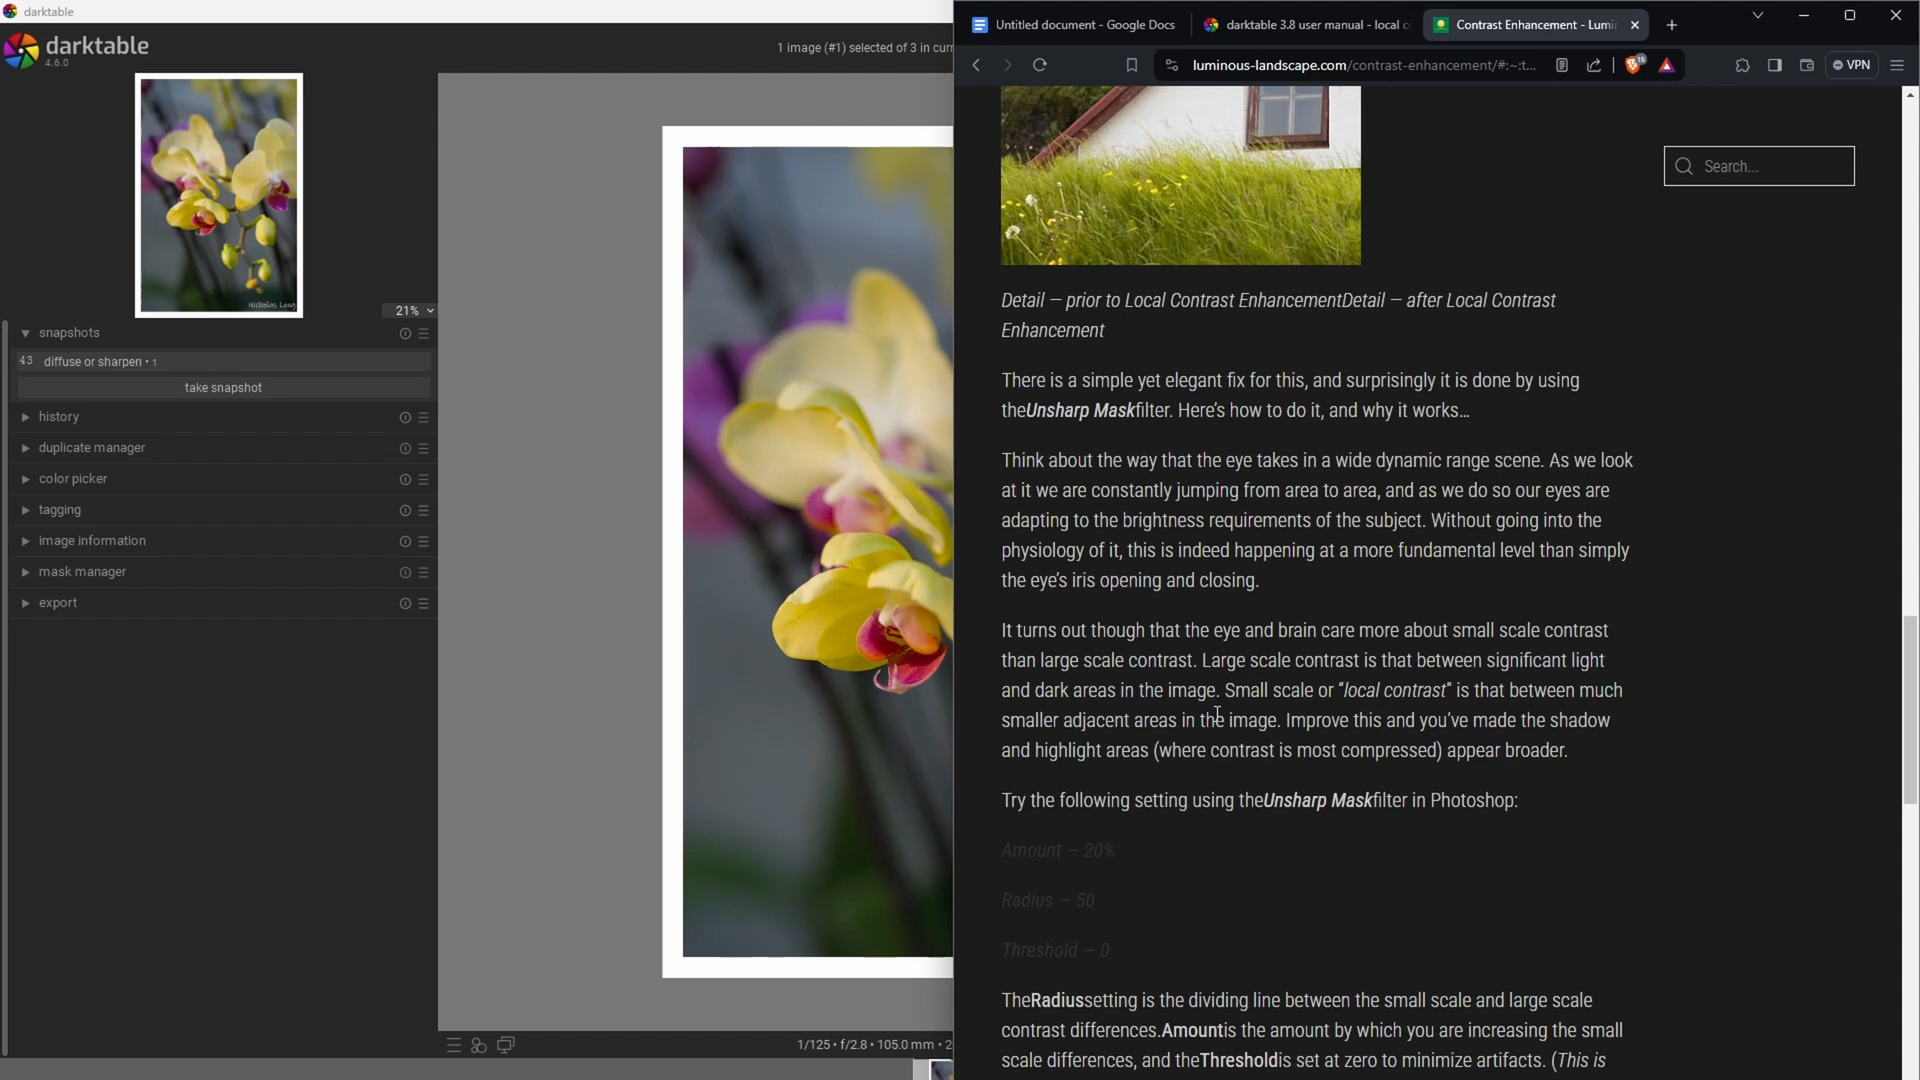 darktable
darktable
4.6.0
1 image (#1) selected of 3 in curr
Nicholas Long
21%
snapshots
43 diffuse or sharpen • 1
take snapshot
history
duplicate manager
color picker
tagging
image information
mask manager
export
1/125 • f/2.8 • 105.0 mm • 2
Untitled document - Google Docs
darktable 3.8 user manual - local c
Contrast Enhancement - Lumi
luminous-landscape.com/contrast-enhancement/#:~:t...
15
VPN
Search...
Detail – prior to Local Contrast EnhancementDetail – after Local Contrast
Enhancement
There is a simple yet elegant fix for this, and surprisingly it is done by using
theUnsharp Maskfilter. Here's how to do it, and why it works…
Think about the way that the eye takes in a wide dynamic range scene. As we look
at it we are constantly jumping from area to area, and as we do so our eyes are
adapting to the brightness requirements of the subject. Without going into the
physiology of it, this is indeed happening at a more fundamental level than simply
the eye's iris opening and closing.
It turns out though that the eye and brain care more about small scale contrast
than large scale contrast. Large scale contrast is that between significant light
and dark areas in the image. Small scale or “local contrast” is that between much
smaller adjacent areas in the image. Improve this and you've made the shadow
and highlight areas (where contrast is most compressed) appear broader.
Try the following setting using theUnsharp Maskfilter in Photoshop:
Amount – 20%
Radius – 50
Threshold – 0
TheRadiussetting is the dividing line between the small scale and large scale
contrast differences.Amountis the amount by which you are increasing the small
scale differences, and theThresholdis set at zero to minimize artifacts. (This is